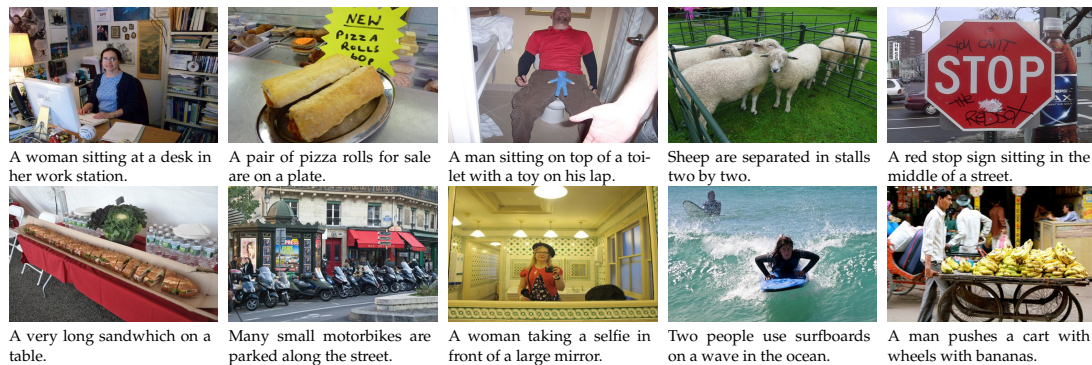 NEW
PIZZA
ROLLS
60P
YOU CAN'T
STOP
THE
A woman sitting at a desk in
her work station.
A pair of pizza rolls for sale
are on a plate.
A man sitting on top of a toi-
let with a toy on his lap.
Sheep are separated in stalls
two by two.
A red stop sign sitting in the
middle of a street.
A very long sandwhich on a
table.
Many small motorbikes are
parked along the street.
A woman taking a selfie in
front of a large mirror.
Two people use surfboards
on a wave in the ocean.
A man pushes a cart with
wheels with bananas.